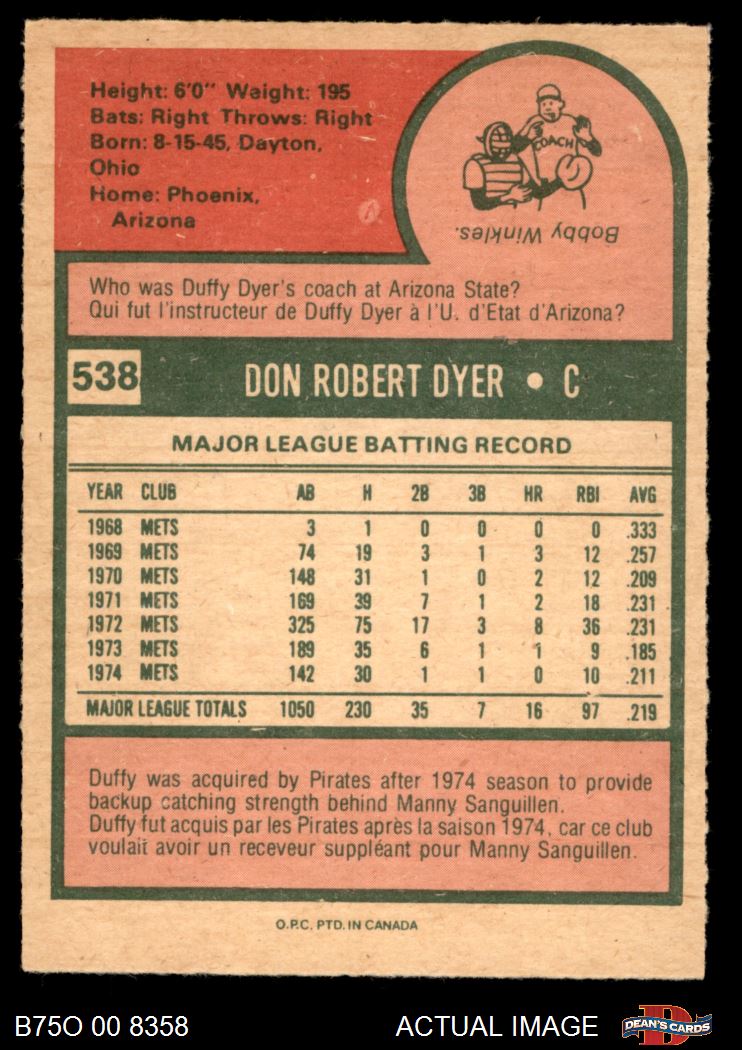 Height: 6'0" Weight: 195
Bats: Right Throws: Right
Born: 8-15-45, Dayton,
Ohio
Home: Phoenix,
Arizona
COACH
Bobby Winkles.
Who was Duffy Dyer's coach at Arizona State?
Qui fut l'instructeur de Duffy Dyer à l'U. d'Etat d'Arizona?
538 DON ROBERT DYER • C
MAJOR LEAGUE BATTING RECORD
YEAR CLUB AB H 2B 3B HR RBI AVG
1968 METS 3 1 0 0 0 0 .333
1969 METS 74 19 3 1 3 12 .257
1970 METS 148 31 1 0 2 12 .209
1971 METS 169 39 7 1 2 18 .231
1972 METS 325 75 17 3 8 36 .231
1973 METS 189 35 6 1 1 9 .185
1974 METS 142 30 1 1 0 10 .211
MAJOR LEAGUE TOTALS 1050 230 35 7 16 97 .219
Duffy was acquired by Pirates after 1974 season to provide
backup catching strength behind Manny Sanguillen.
Duffy fut acquis par les Pirates après la saison 1974, car ce club
voulait avoir un receveur suppléant pour Manny Sanguillen.
O.P.C. PTD. IN CANADA
B75O 00 8358 ACTUAL IMAGE DEAN'S CARDS